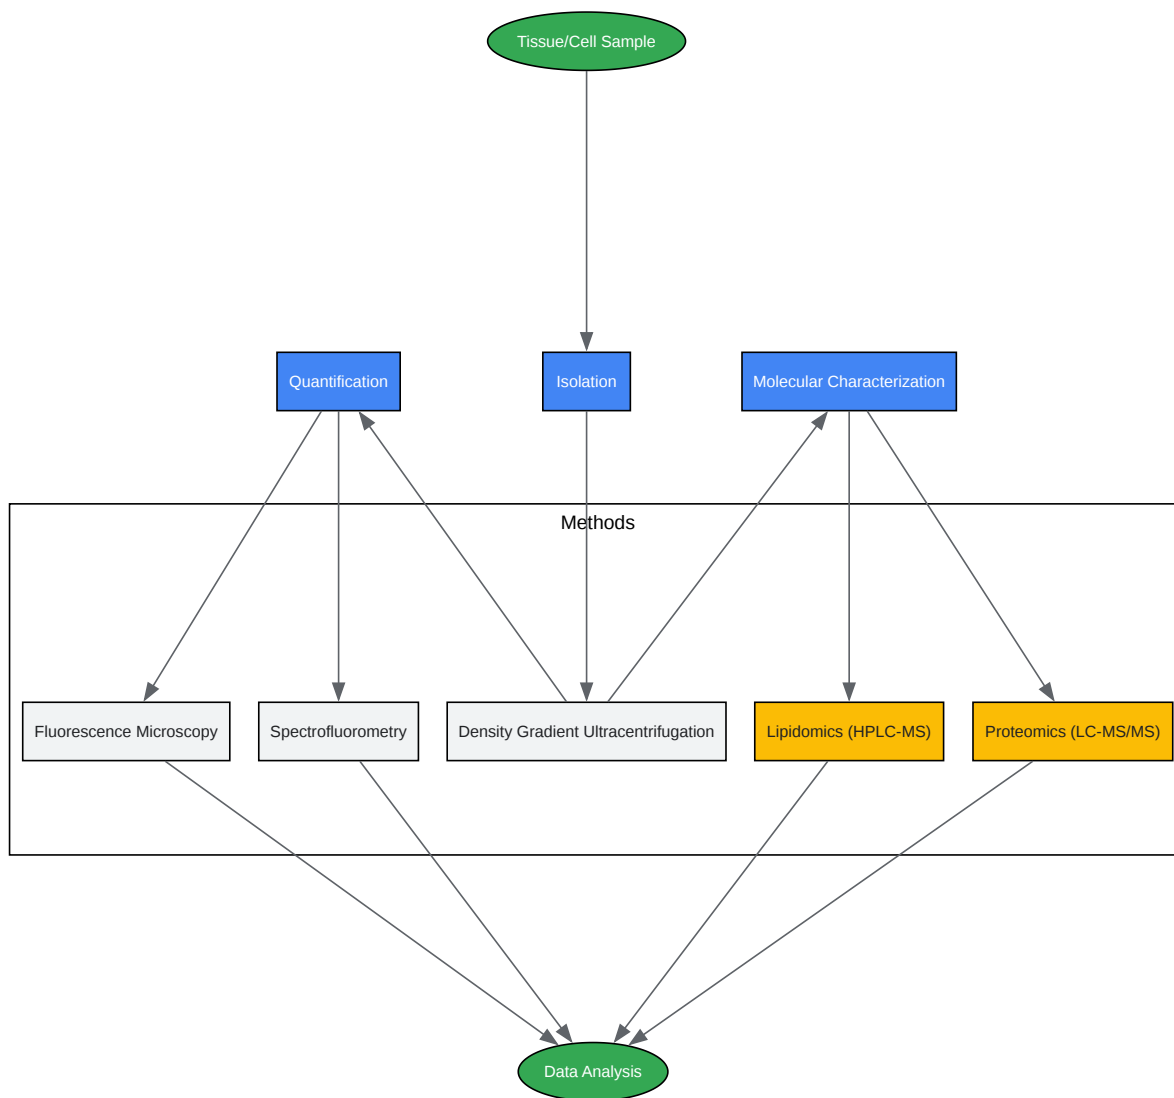 Tissue/Cell Sample
Quantification
Isolation
Molecular Characterization
Methods
Fluorescence Microscopy
Spectrofluorometry
Density Gradient Ultracentrifugation
Lipidomics (HPLC-MS)
Proteomics (LC-MS/MS)
Data Analysis